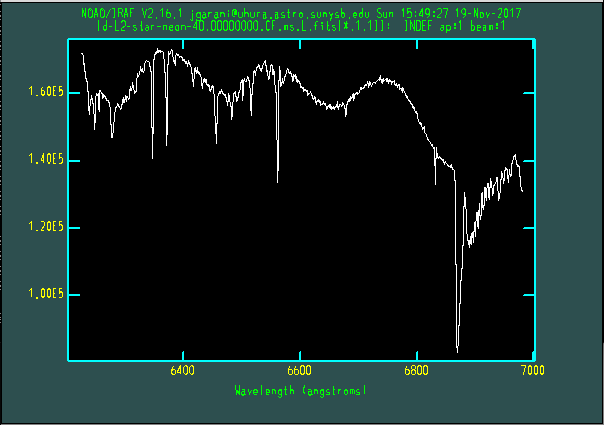 NOAO/IRAF V2.16.1 jgarani@uhura.astro.sunysb.edu Sun 15:49:27 19-Nov-2017
[d-L2-star-neon-40.00000000.CT.ms.L.fits[*,1,1]]: INDEF ap:1 beam:1
1.60E5
1.40E5
1.20E5
1.00E5
6400 6600 6800 7000
Wavelength (angstroms)